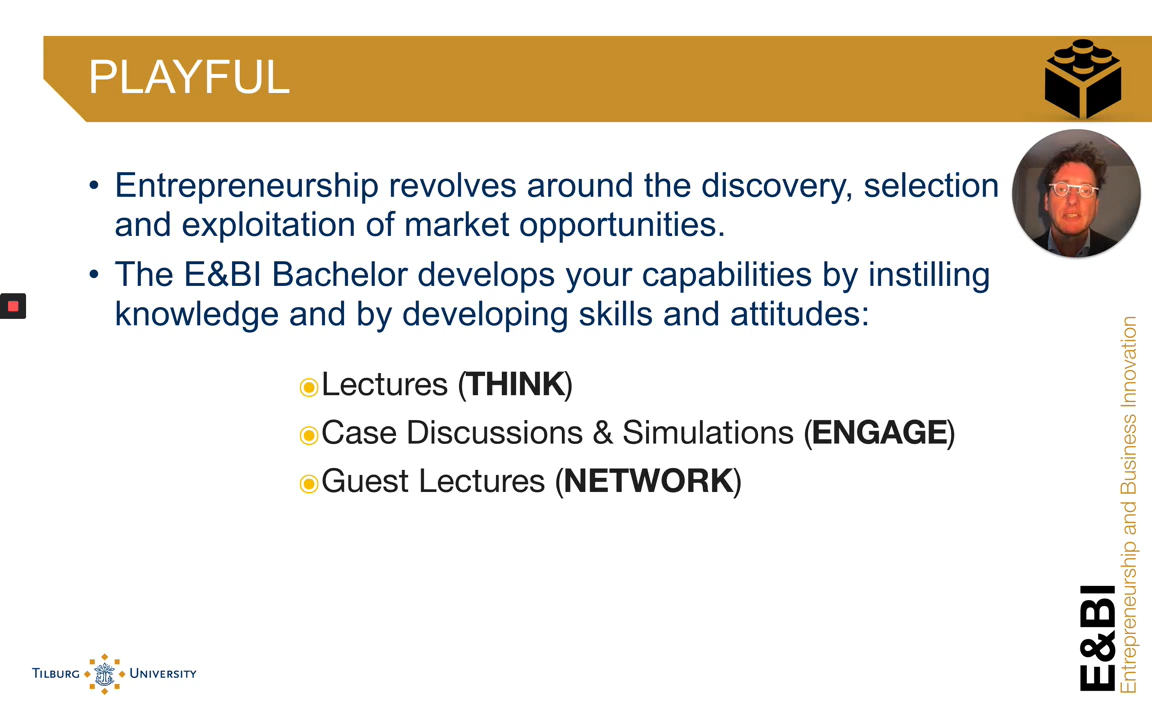 PLAYFUL
• Entrepreneurship revolves around the discovery, selection
and exploitation of market opportunities.
• The E&BI Bachelor develops your capabilities by instilling
knowledge and by developing skills and attitudes:
Lectures (THINK)
Case Discussions & Simulations (ENGAGE)
Guest Lectures (NETWORK)
E&BI
Entrepreneurship and Business Innovation
TILBURG UNIVERSITY